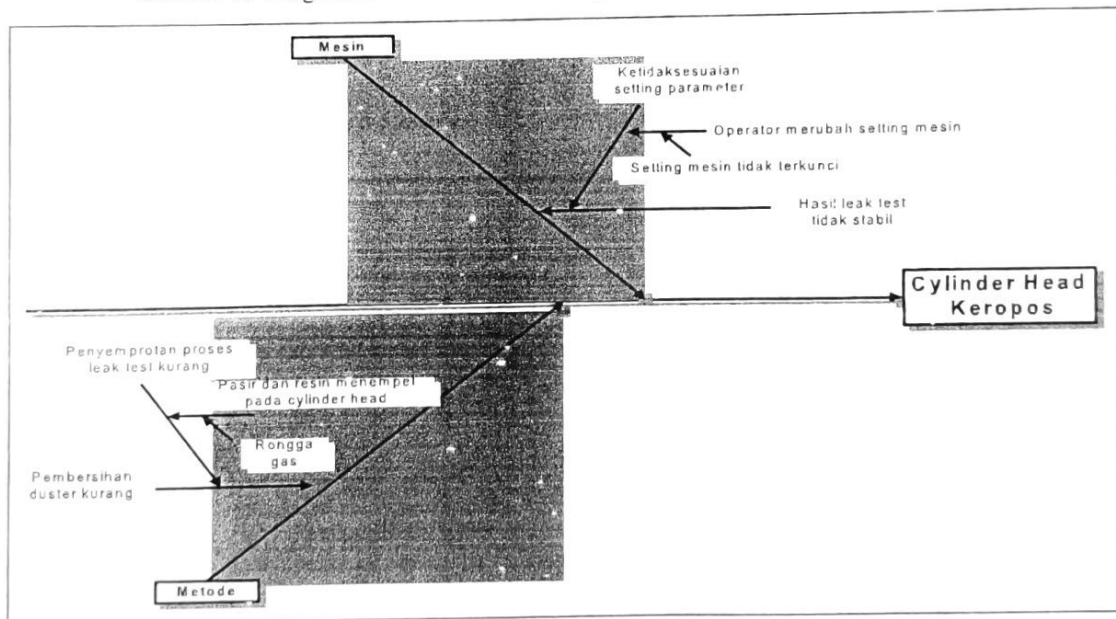 Mesin
Ketidaksesuaian
setting parameter
Operator merubah setting mesin
Setting mesin tidak terkunci
Hasil leak test
tidak stabil
Cylinder Head
Keropos
Penyemprotan proses
leak test kurang
Pasir dan resin menempel
pada cylinder head
Rongga
gas
Pembersihan
duster kurang
Metode